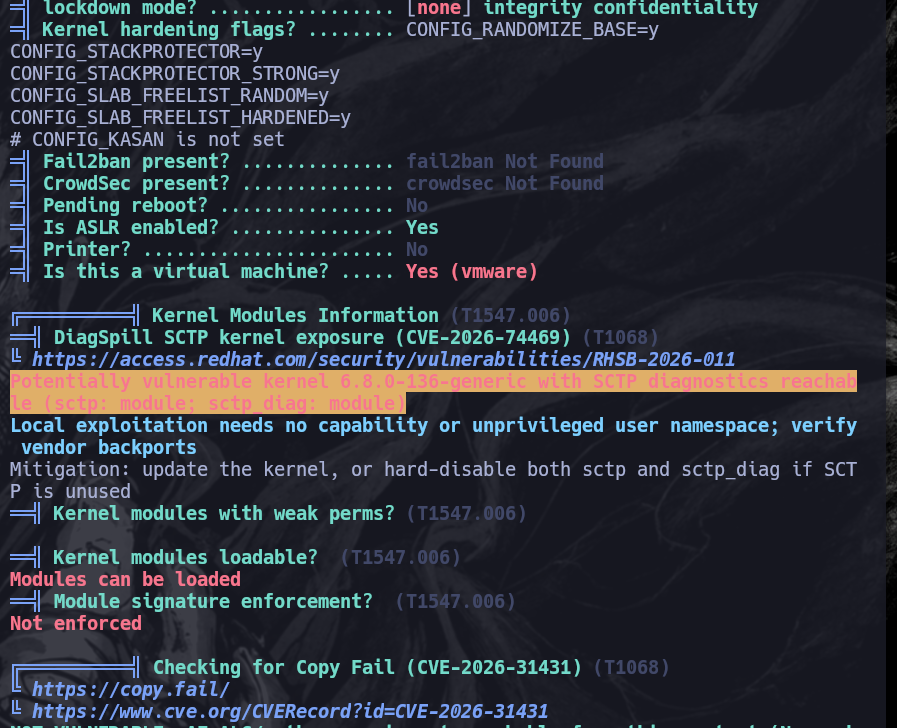 lockdown mode? ................. [none] integrity confidentiality
Kernel hardening flags? ........ CONFIG_RANDOMIZE_BASE=y
CONFIG_STACKPROTECTOR=y
CONFIG_STACKPROTECTOR_STRONG=y
CONFIG_SLAB_FREELIST_RANDOM=y
CONFIG_SLAB_FREELIST_HARDENED=y
# CONFIG_KASAN is not set
═╣ Fail2ban present? .............. fail2ban Not Found
═╣ CrowdSec present? .............. crowdsec Not Found
═╣ Pending reboot? ................ No
═╣ Is ASLR enabled? ............... Yes
═╣ Printer? ....................... No
═╣ Is this a virtual machine? ..... Yes (vmware)
╔══════════╣ Kernel Modules Information (T1547.006)
══╣ DiagSpill SCTP kernel exposure (CVE-2026-74469) (T1068)
╚ https://access.redhat.com/security/vulnerabilities/RHSB-2026-011
Potentially vulnerable kernel 6.8.0-136-generic with SCTP diagnostics reachab
le (sctp: module; sctp_diag: module)
Local exploitation needs no capability or unprivileged user namespace; verify
vendor backports
Mitigation: update the kernel, or hard-disable both sctp and sctp_diag if SCT
P is unused
══╣ Kernel modules with weak perms? (T1547.006)
══╣ Kernel modules loadable? (T1547.006)
Modules can be loaded
══╣ Module signature enforcement? (T1547.006)
Not enforced
╔══════════╣ Checking for Copy Fail (CVE-2026-31431) (T1068)
╚ https://copy.fail/
╚ https://www.cve.org/CVERecord?id=CVE-2026-31431